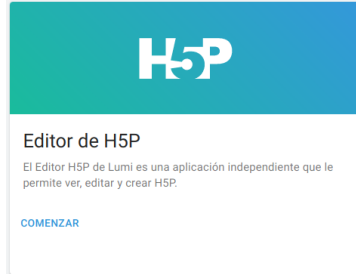 H5P
Editor de H5P
El Editor H5P de Lumi es una aplicación independiente que le
permite ver, editar y crear H5P.
COMENZAR